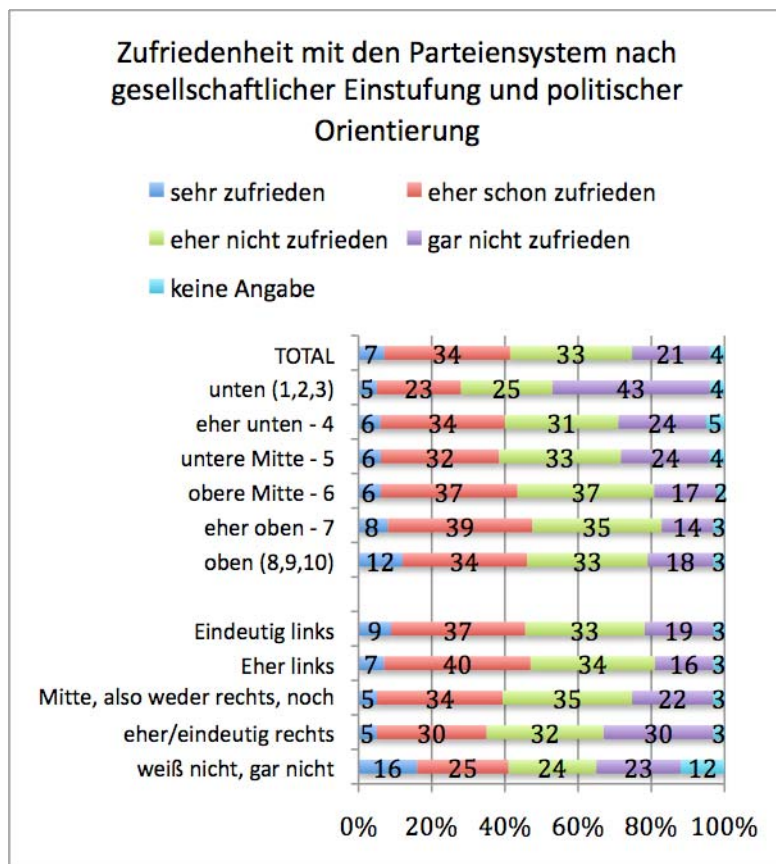 Zufriedenheit mit den Parteiensystem nach
gesellschaftlicher Einstufung und politischer
Orientierung
sehr zufrieden eher schon zufrieden
eher nicht zufrieden gar nicht zufrieden
keine Angabe
TOTAL 7 34 33 21 4
unten (1,2,3) 5 23 25 43 4
eher unten - 4 6 34 31 24 5
untere Mitte - 5 6 32 33 24 4
obere Mitte - 6 6 37 37 17 2
eher oben - 7 8 39 35 14 3
oben (8,9,10) 12 34 33 18 3
Eindeutig links 9 37 33 19 3
Eher links 7 40 34 16 3
Mitte, also weder rechts, noch 5 34 35 22 3
eher/eindeutig rechts 5 30 32 30 3
weiß nicht, gar nicht 16 25 24 23 12
0% 20% 40% 60% 80% 100%